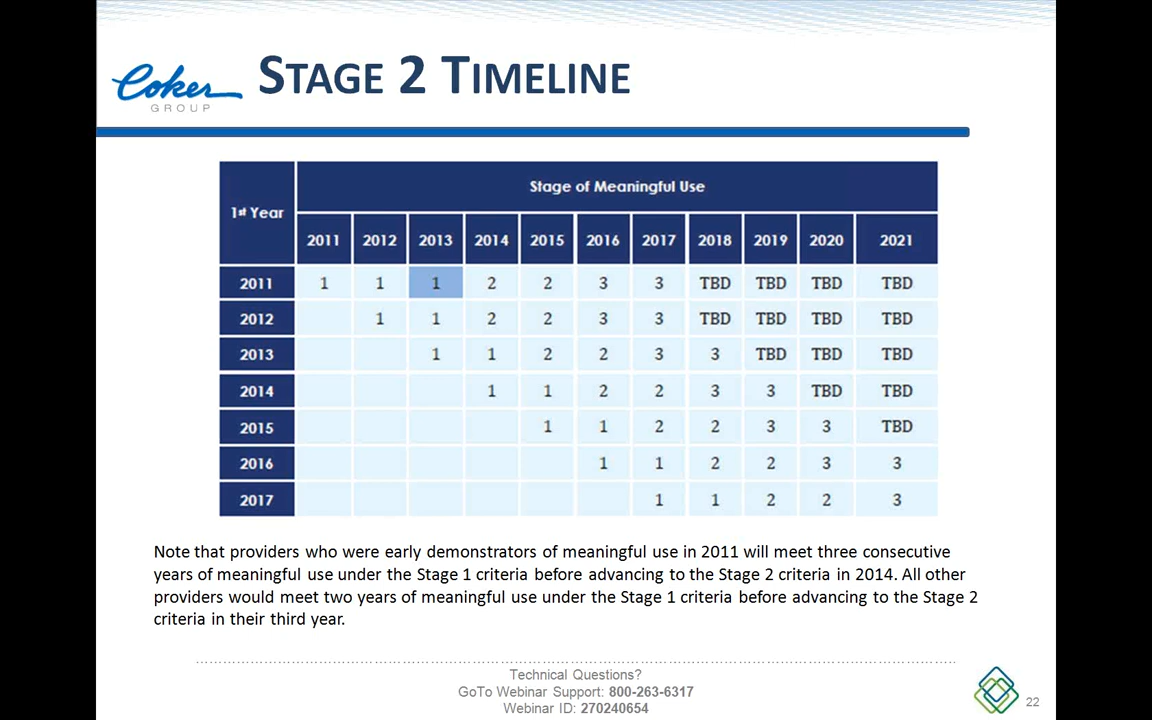 Coker
GROUP
STAGE 2 TIMELINE
1st Year
Stage of Meaningful Use
2011 2012 2013 2014 2015 2016 2017 2018 2019 2020 2021
2011 1 1 1 2 2 3 3 TBD TBD TBD TBD
2012 1 1 2 2 3 3 TBD TBD TBD TBD
2013 1 1 2 2 3 3 TBD TBD TBD
2014 1 1 2 2 3 3 TBD TBD
2015 1 1 2 2 3 3 TBD
2016 1 1 2 2 3 3
2017 1 1 2 2 3
Note that providers who were early demonstrators of meaningful use in 2011 will meet three consecutive
years of meaningful use under the Stage 1 criteria before advancing to the Stage 2 criteria in 2014. All other
providers would meet two years of meaningful use under the Stage 1 criteria before advancing to the Stage 2
criteria in their third year.
Technical Questions?
GoTo Webinar Support: 800-263-6317
Webinar ID: 270240654
22